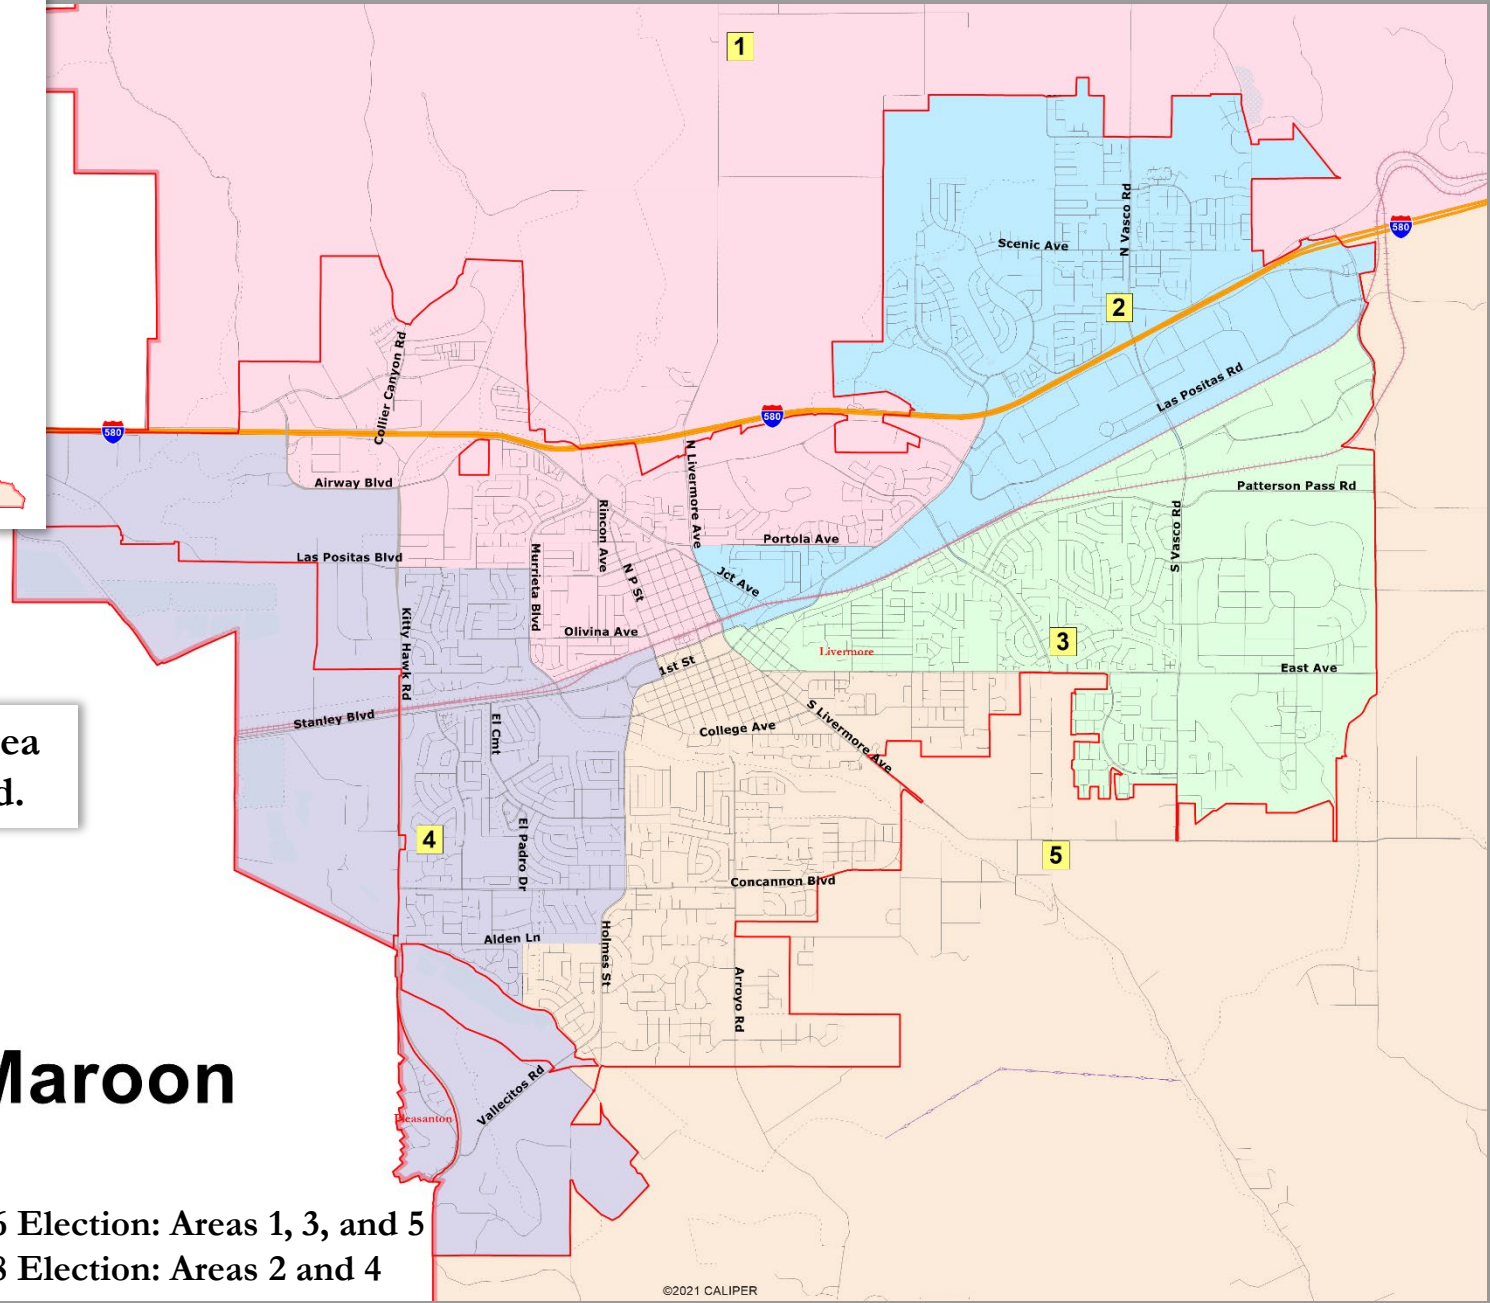 1
580
N Vasco Rd
Scenic Ave
2
Collier Canyon Rd
Las Positas Rd
580
580
N Livermore Ave
Airway Blvd
Patterson Pass Rd
Rincon Ave
S Vasco Rd
Portola Ave
Las Positas Blvd
Murrieta Blvd
N P St
Jct Ave
Kitty Hawk Rd
Olivina Ave
3
Livermore
1st St
East Ave
Stanley Blvd
El Cmt
College Ave
S Livermore Ave
ea
d.
4
El Padro Dr
5
Concannon Blvd
Alden Ln
Holmes St
Arroyo Rd
Maroon
Vallecitos Rd
Pleasanton
6 Election: Areas 1, 3, and 5
8 Election: Areas 2 and 4
©2021 CALIPER